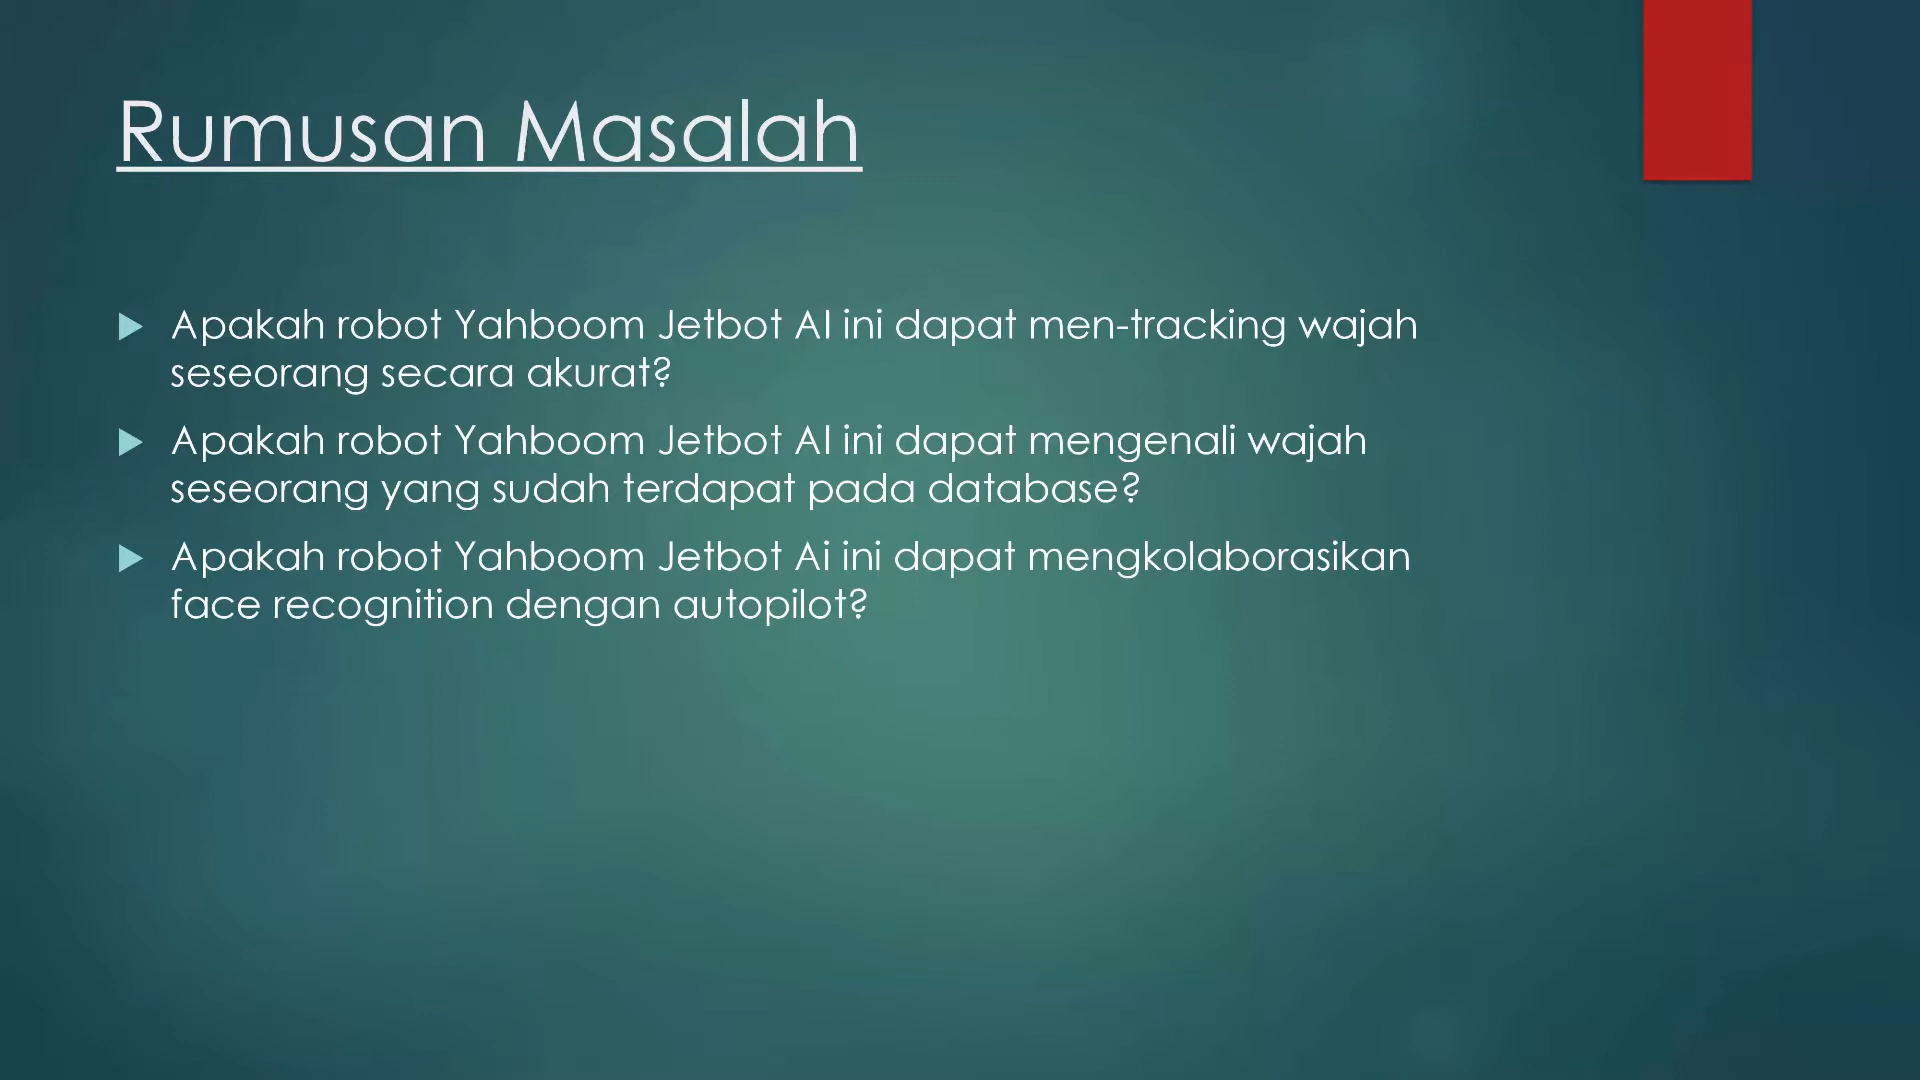 Rumusan Masalah
Apakah robot Yahboom Jetbot AI ini dapat men-tracking wajah
seseorang secara akurat?
Apakah robot Yahboom Jetbot AI ini dapat mengenali wajah
seseorang yang sudah terdapat pada database?
Apakah robot Yahboom Jetbot Ai ini dapat mengkolaborasikan
face recognition dengan autopilot?